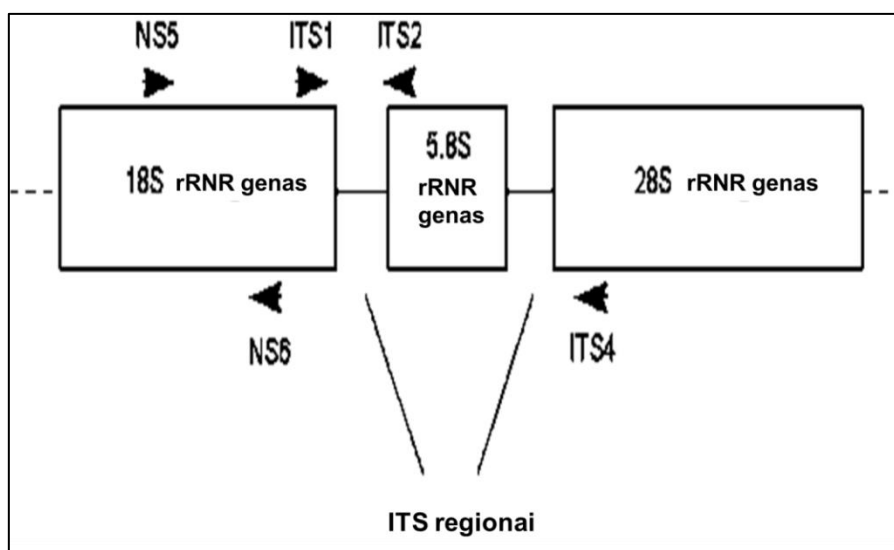 NS5 ITS1 ITS2
18S rRNR genas
5.8S
rRNR
genas
28S rRNR genas
NS6
ITS4
ITS regionai